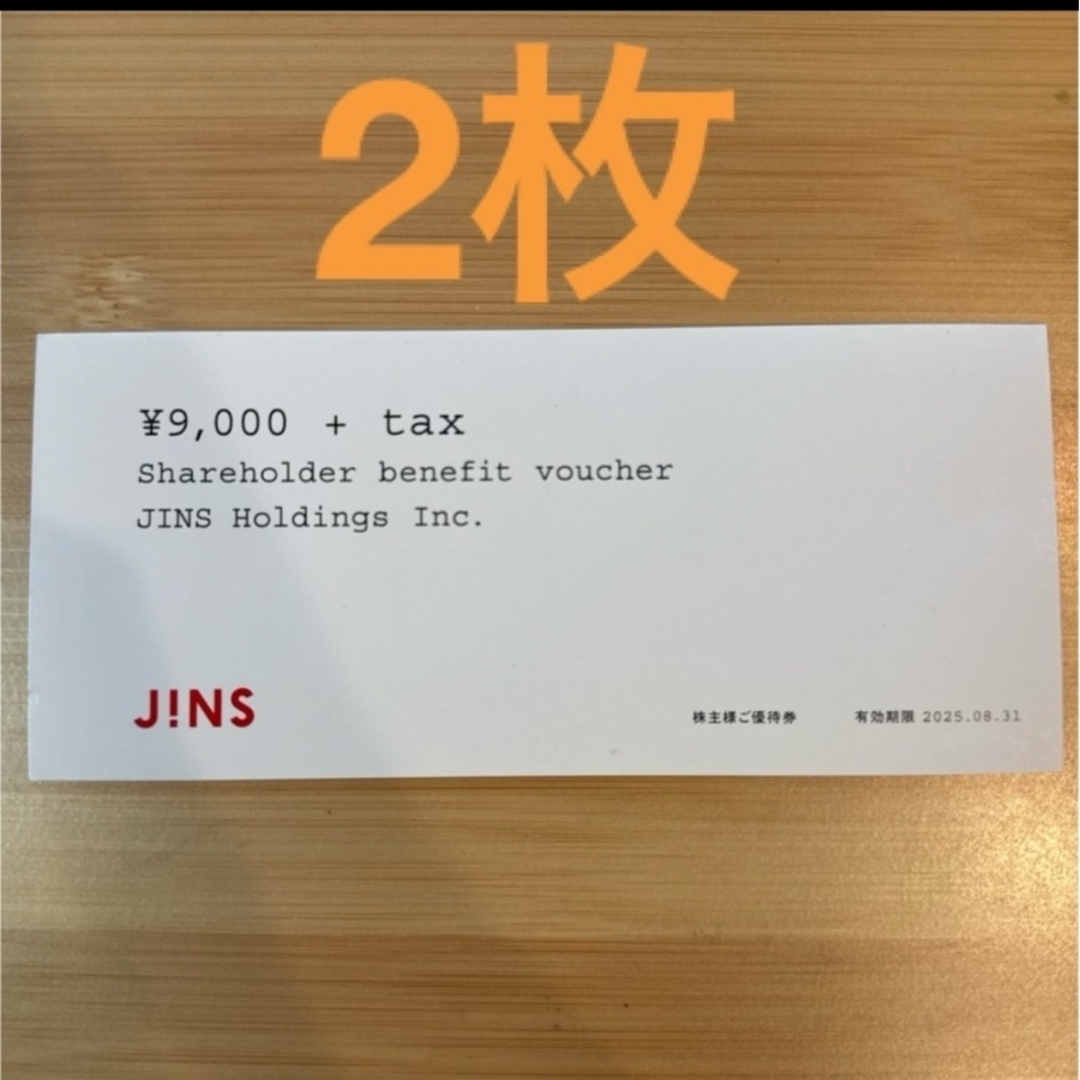 2枚
¥9,000 + tax
Shareholder benefit voucher
JINS Holdings Inc.
J!NS
株主様ご優待券 有効期限 2025.08.31